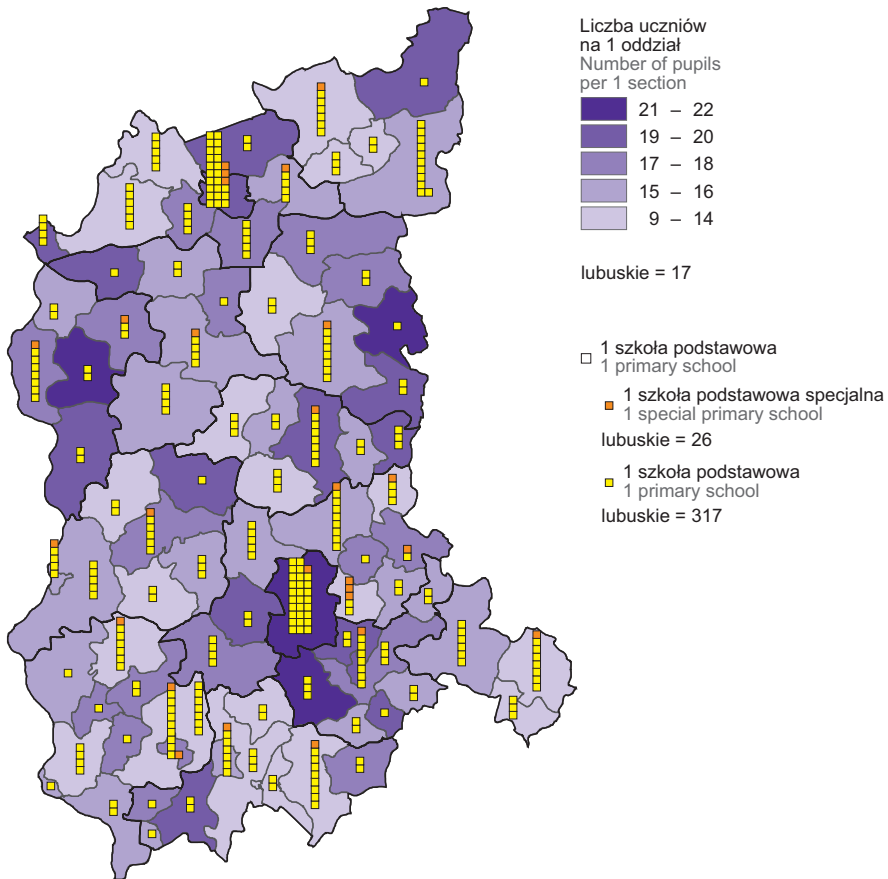 Liczba uczniów
na 1 oddział
Number of pupils
per 1 section
21 – 22
19 – 20
17 – 18
15 – 16
9 – 14
lubuskie = 17
1 szkoła podstawowa
1 primary school
1 szkoła podstawowa specjalna
1 special primary school
lubuskie = 26
1 szkoła podstawowa
1 primary school
lubuskie = 317